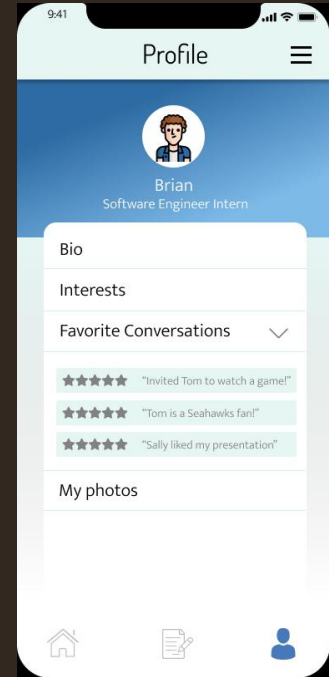 9:41
Profile
Brian
Software Engineer Intern
Bio
Interests
Favorite Conversations
“Invited Tom to watch a game!”
“Tom is a Seahawks fan!”
“Sally liked my presentation”
My photos